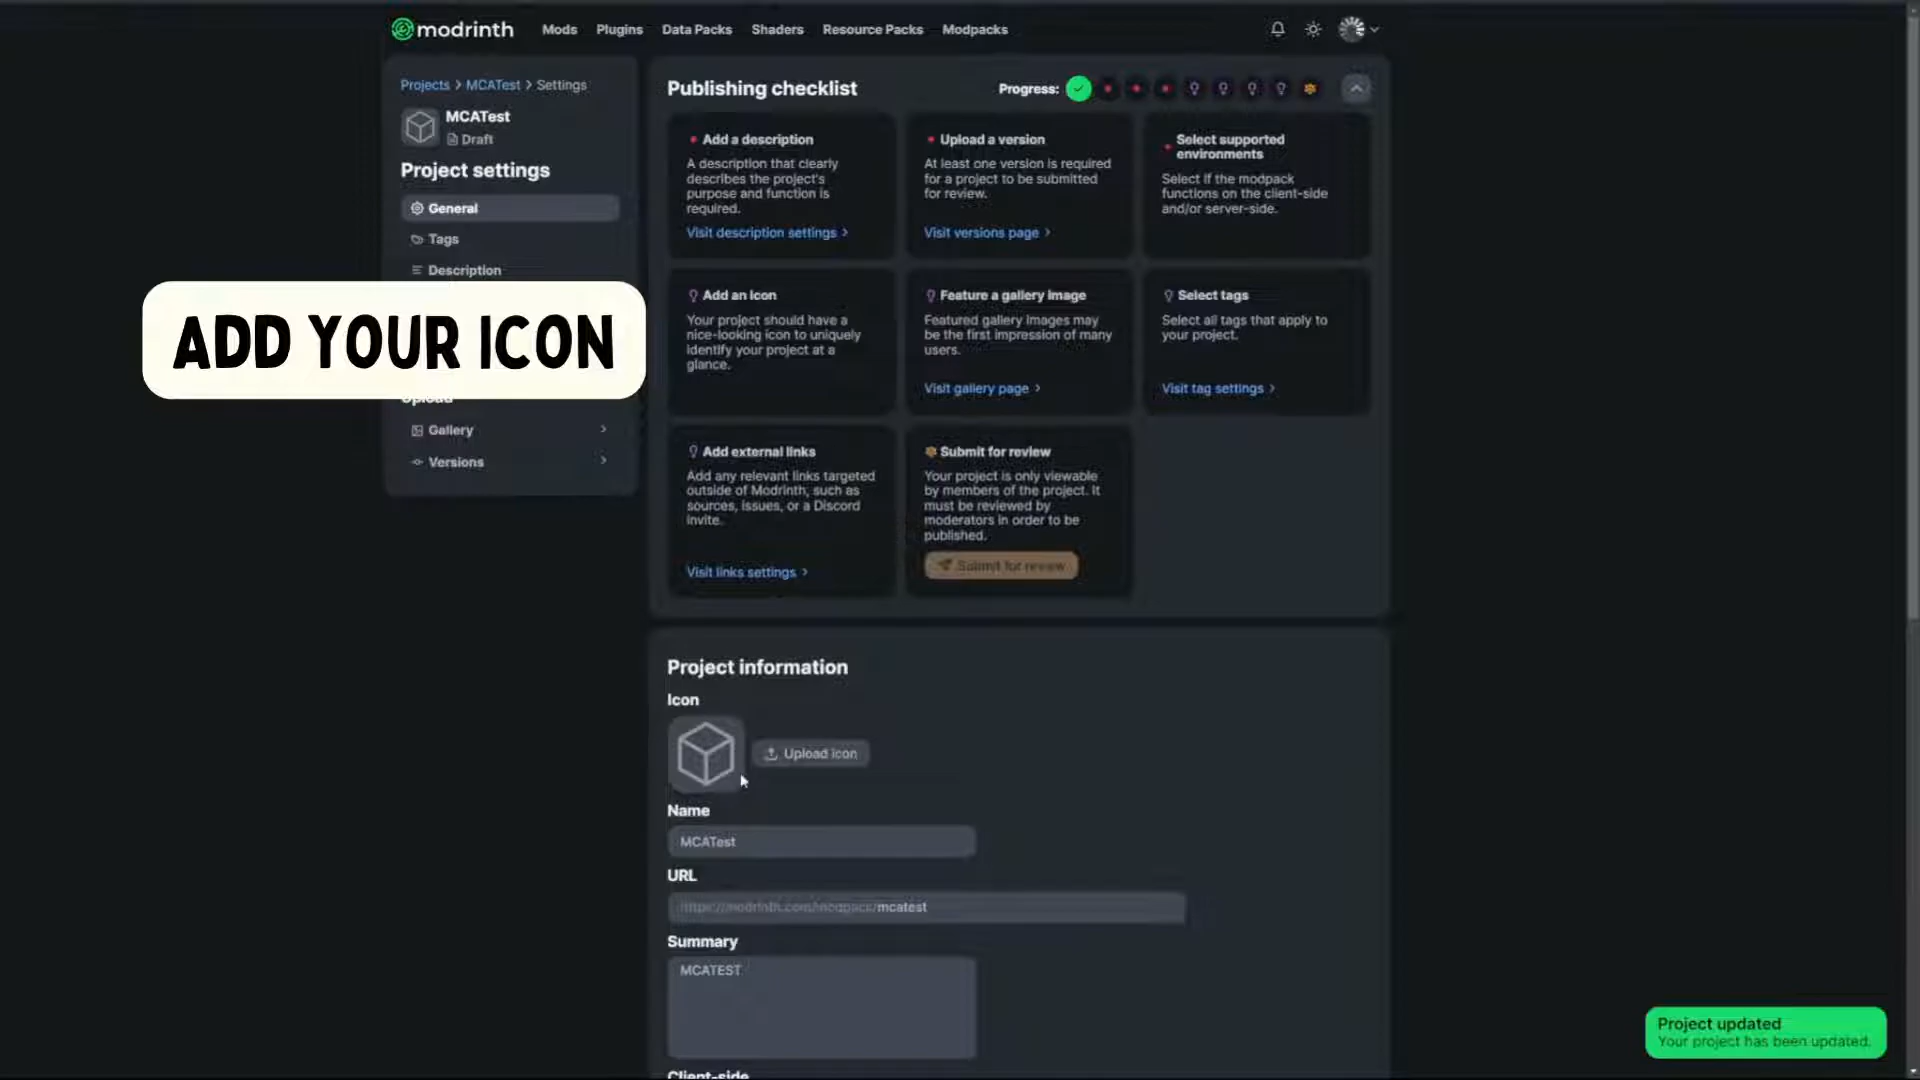 modrinth
Mods
Plugins
Data Packs
Shaders
Resource Packs
Modpacks
Projects > MCATest > Settings
MCATest
Draft
Project settings
General
Tags
Description
ADD YOUR ICON
Upload
Gallery
Versions
Publishing checklist
Progress:
Add a description
A description that clearly
describes the project's
purpose and function is
required.
Visit description settings >
Upload a version
At least one version is required
for a project to be submitted
for review.
Visit versions page >
Select supported
environments
Select if the modpack
functions on the client-side
and/or server-side.
Add an icon
Your project should have a
nice-looking icon to uniquely
identify your project at a
glance.
Feature a gallery image
Featured gallery images may
be the first impression of many
users.
Visit gallery page >
Select tags
Select all tags that apply to
your project.
Visit tag settings >
Add external links
Add any relevant links targeted
outside of Modrinth, such as
sources, issues, or a Discord
invite.
Visit links settings >
Submit for review
Your project is only viewable
by members of the project. It
must be reviewed by
moderators in order to be
published.
Submit for review
Project information
Icon
Upload icon
Name
MCATest
URL
https://modrinth.com/modpack/mcatest
Summary
MCATEST
Client-side
Project updated
Your project has been updated.